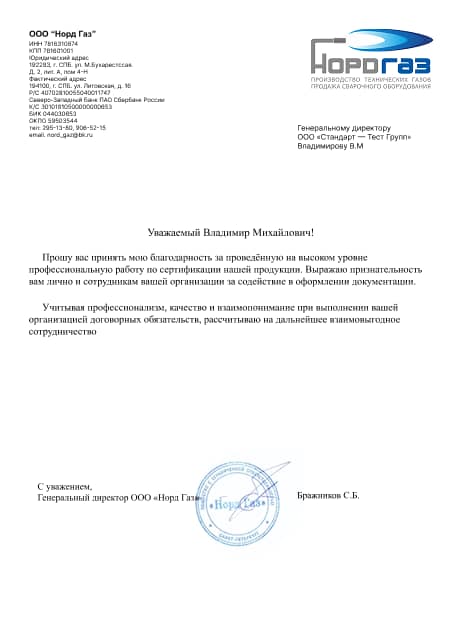 ООО “Норд Газ”
ИНН 7816310874
КПП 781601001
Юридический адрес
192283, г. СПБ. ул. М.Бухарестская
Д. 2, лит. А, пом 4-Н
Фактический адрес
194100, г. СПБ. ул. Литовская, д. 16
Р/С 40702810055040011747
Северо-Западный банк ПАО Сбербанк России
К/С 30101810500000000653
БИК 044030653
ОКПО 59503544
тел: 295-13-80, 906-52-15
email. nord_gaz@bk.ru
НОРДГАЗ
ПРОИЗВОДСТВО ТЕХНИЧЕСКИХ ГАЗОВ
ПРОДАЖА СВАРОЧНОГО ОБОРУДОВАНИЯ
Генеральному директору
ООО «Стандарт — Тест Групп»
Владимирову В.М
Уважаемый Владимир Михайлович!
Прошу вас принять мою благодарность за проведённую на высоком уровне
профессиональную работу по сертификации нашей продукции. Выражаю признательность
вам лично и сотрудникам вашей организации за содействие в оформлении документации.
Учитывая профессионализм, качество и взаимопонимание при выполнении вашей
организацией договорных обязательств, рассчитываю на дальнейшее взаимовыгодное
сотрудничество
С уважением,
Генеральный директор ООО «Норд Газ»
Бражников С.Б.
«Норд Газ»
САНКТ-ПЕТЕРБУРГ